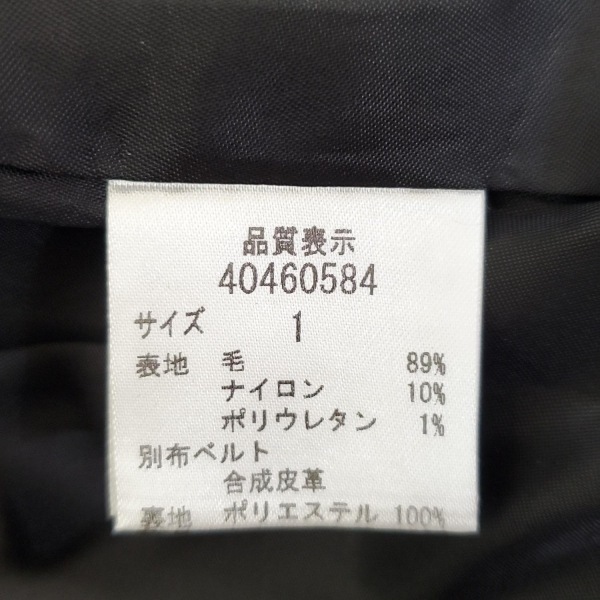 品質表示
40460584
サイズ 1
表地 毛 89%
ナイロン 10%
ポリウレタン 1%
別布ベルト
合成皮革
表地 ポリエステル 100%